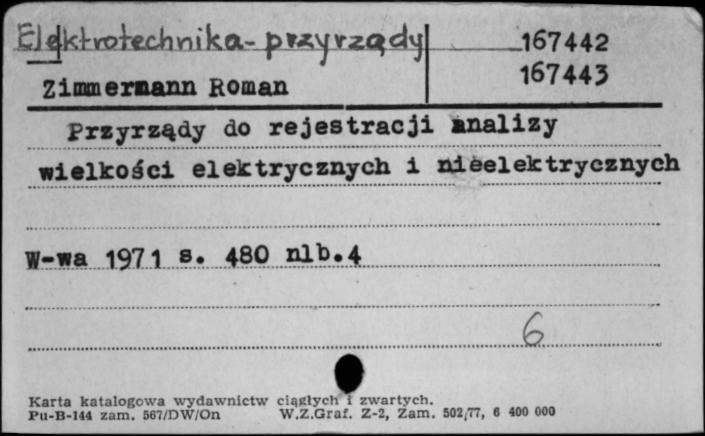 Elektrotechnika - przyrządy 167442
167443
Zimmermann Roman
Przyrządy do rejestracji analizy
wielkości elektrycznych i nieelektrycznych
W-wa 1971 s. 480 nlb.4
6
Karta katalogowa wydawnictw ciągłych i zwartych.
Pu-B-144 zam. 567/DW/On W.Z.Graf. Z-2, Zam. 502/77, 6 400 000